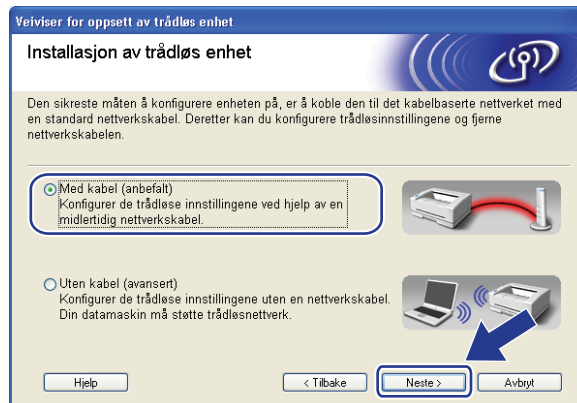 Veiviser for oppsett av trådløs enhet
Installasjon av trådløs enhet
Den sikreste måten å konfigurere enheten på, er å koble den til det kabelbaserte nettverket med
en standard nettverkskabel. Deretter kan du konfigurere trådløsinnstillingene og fjerne
nettverkskabelen.
Med kabel (anbefalt)
Konfigurer de trådløse innstillingene ved hjelp av en
midlertidig nettverkskabel.
Uten kabel (avansert)
Konfigurer de trådløse innstillingene uten en nettverkskabel.
Din datamaskin må støtte trådløsnettverk.
Hjelp
< Tilbake
Neste >
Avbryt